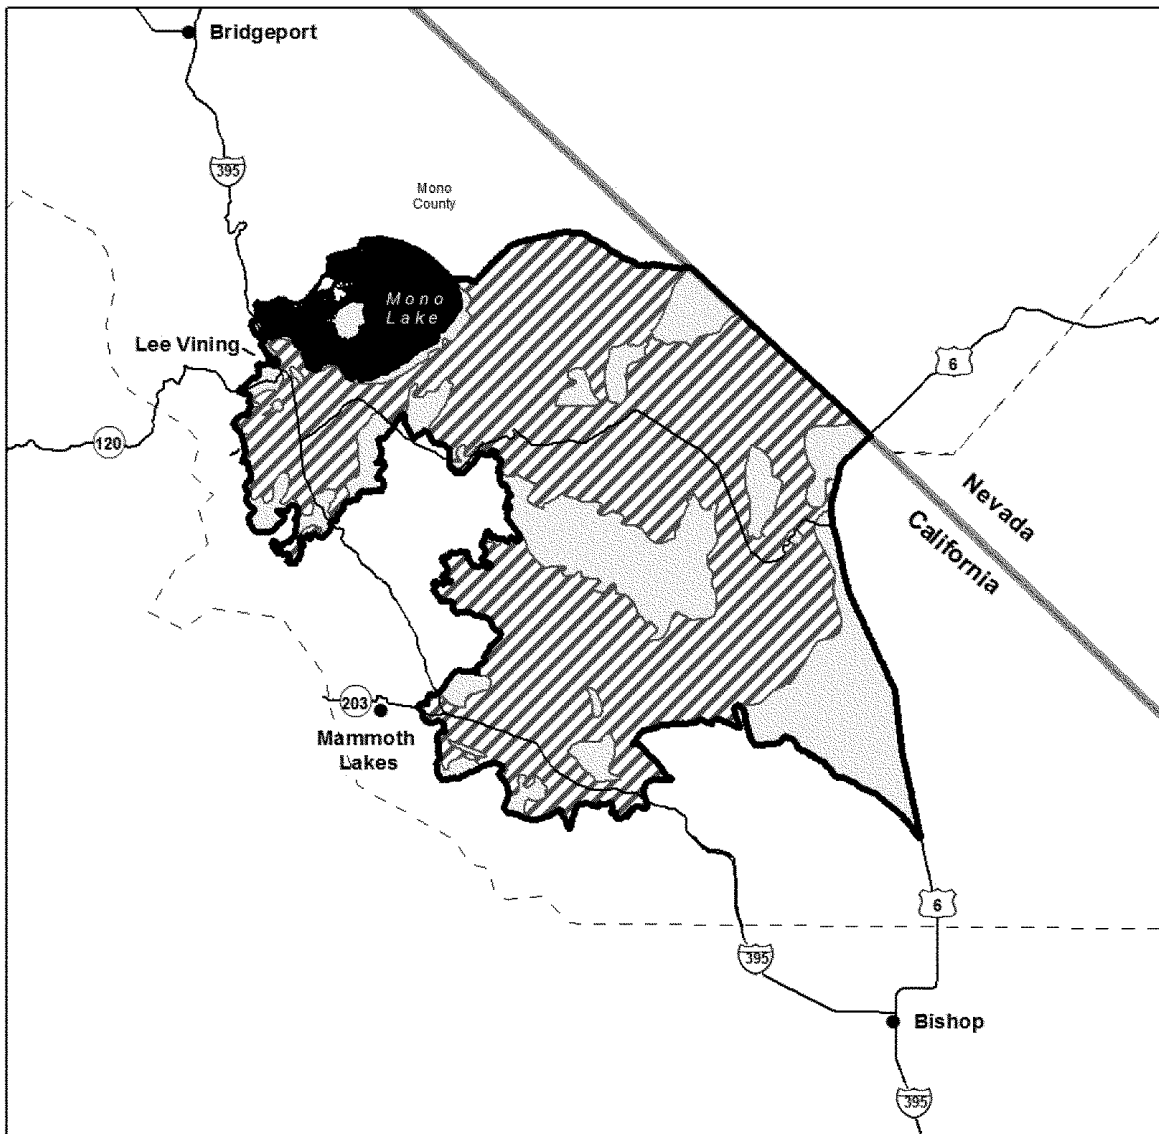 Bridgeport
395
Mono
County
Mono
Lake
Lee Vining
6
120
Nevada
California
203
Mammoth
Lakes
6
395
Bishop
395